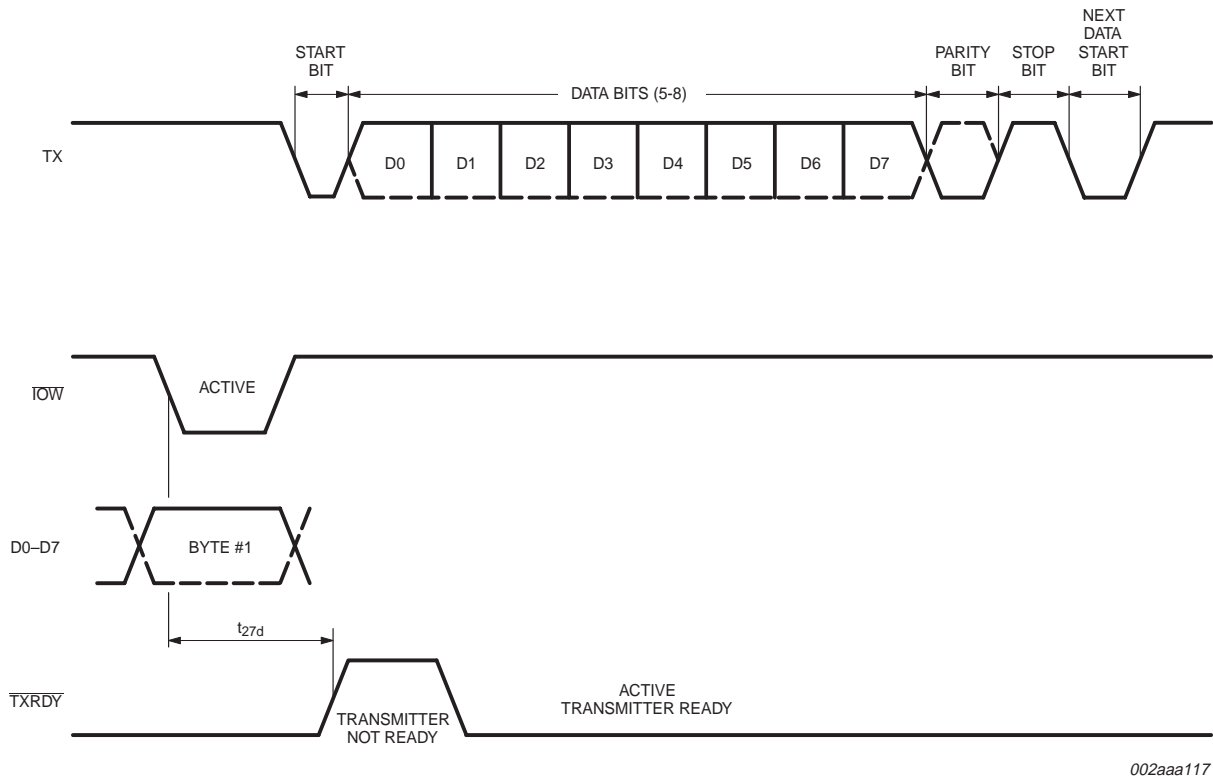 START
BIT
DATA BITS (5-8)
PARITY
BIT
STOP
BIT
NEXT
DATA
START
BIT
TX
D0
D1
D2
D3
D4
D5
D6
D7
IOW
ACTIVE
D0–D7
BYTE #1
t27d
TXRDY
TRANSMITTER
NOT READY
ACTIVE
TRANSMITTER READY
002aaa117